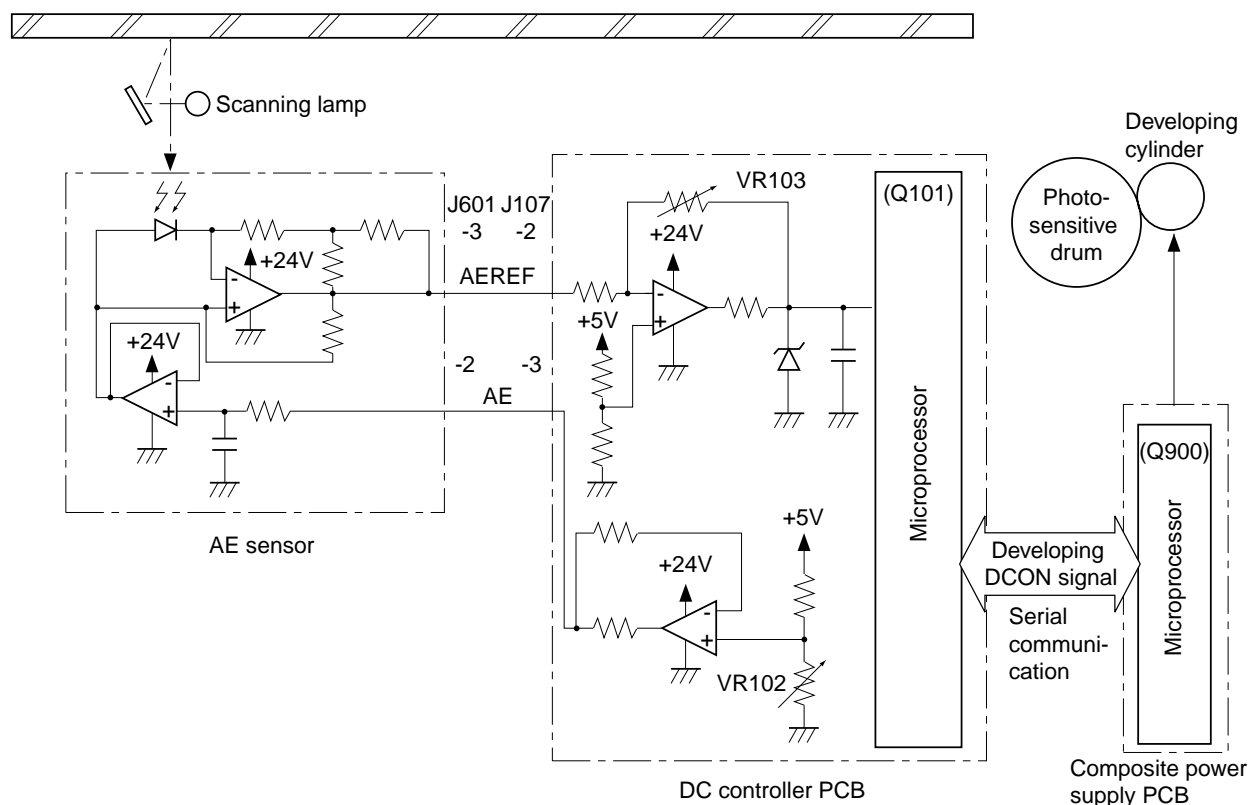 Scanning lamp
Developing
cylinder
Photo-
sensitive
drum
J601 J107
-3 -2
VR103
(Q101)
+24V
+24V
AEREF
-
+
-
+
+5V
+24V
-
+
-2 -3
AE
Microprocessor
(Q900)
Microprocessor
AE sensor
+5V
+24V
-
+
VR102
Developing
DCON signal
Serial
communi-
cation
DC controller PCB
Composite power
supply PCB